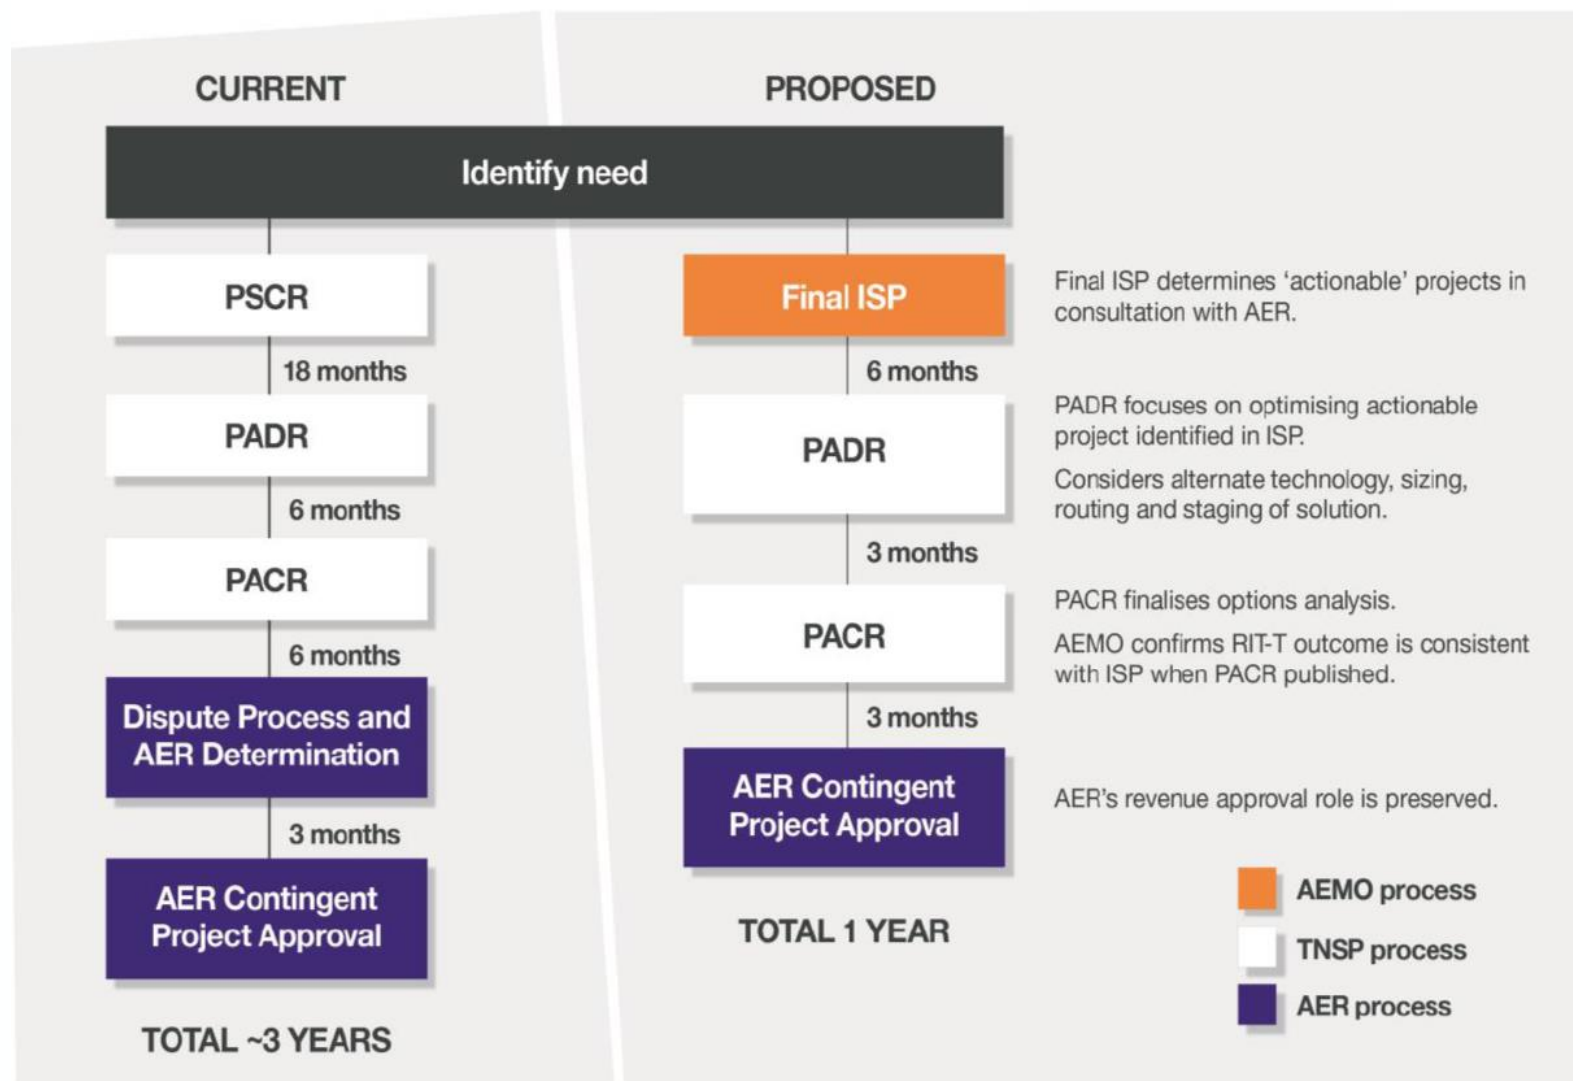 CURRENT
PROPOSED
Identify need
PSCR
18 months
PADR
6 months
PACR
6 months
Dispute Process and
AER Determination
3 months
AER Contingent
Project Approval
TOTAL ~3 YEARS
Final ISP
Final ISP determines ‘actionable’ projects in
consultation with AER.
6 months
PADR
PADR focuses on optimising actionable
project identified in ISP.
Considers alternate technology, sizing,
routing and staging of solution.
3 months
PACR
PACR finalises options analysis.
AEMO confirms RIT-T outcome is consistent
with ISP when PACR published.
3 months
AER Contingent
Project Approval
AER’s revenue approval role is preserved.
TOTAL 1 YEAR
AEMO process
TNSP process
AER process